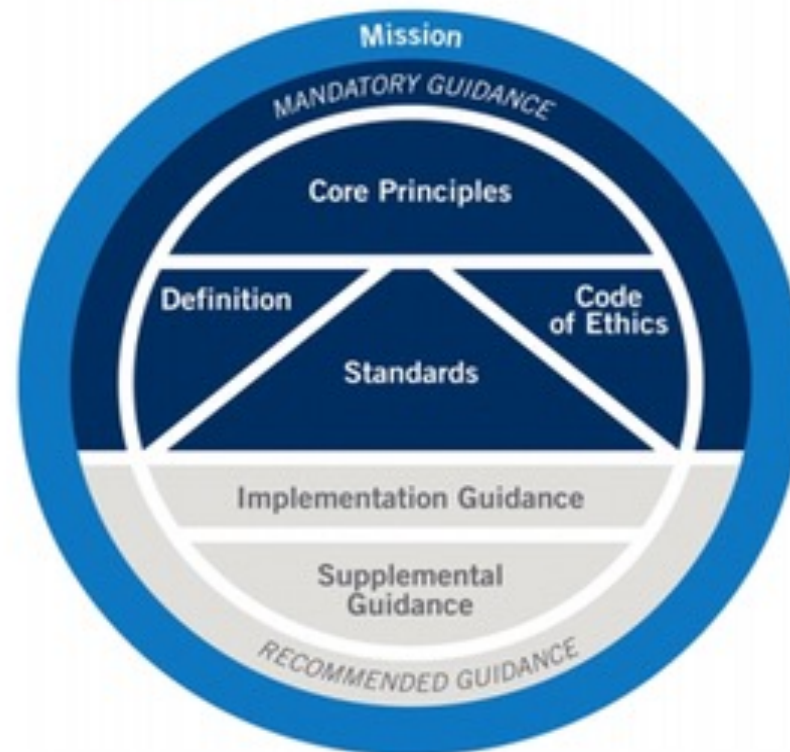 Mission
MANDATORY GUIDANCE
Core Principles
Definition
Code
of Ethics
Standards
Implementation Guidance
Supplemental
Guidance
RECOMMENDED GUIDANCE